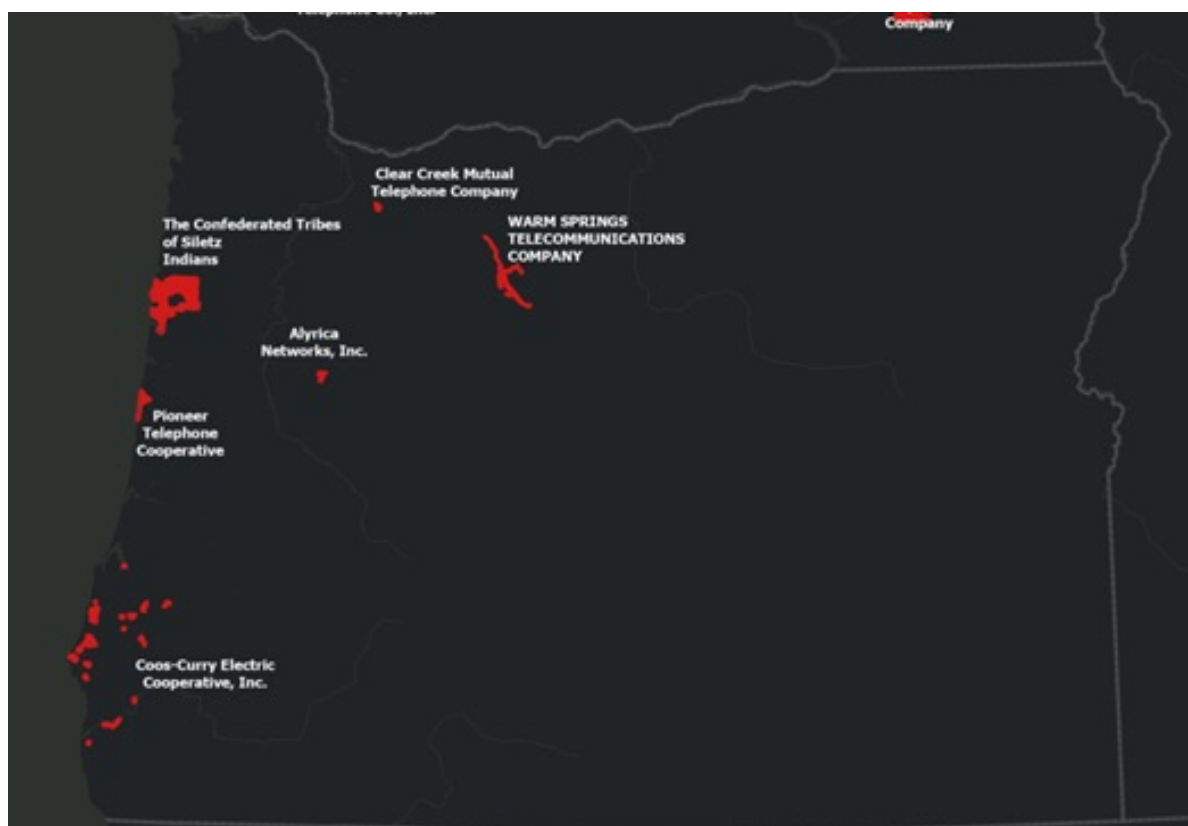 Company
Clear Creek Mutual
Telephone Company
The Confederated Tribes
of Siletz
Indians
WARM SPRINGS
TELECOMMUNICATIONS
COMPANY
Alyrica
Networks, Inc.
Pioneer
Telephone
Cooperative
Coos-Curry Electric
Cooperative, Inc.